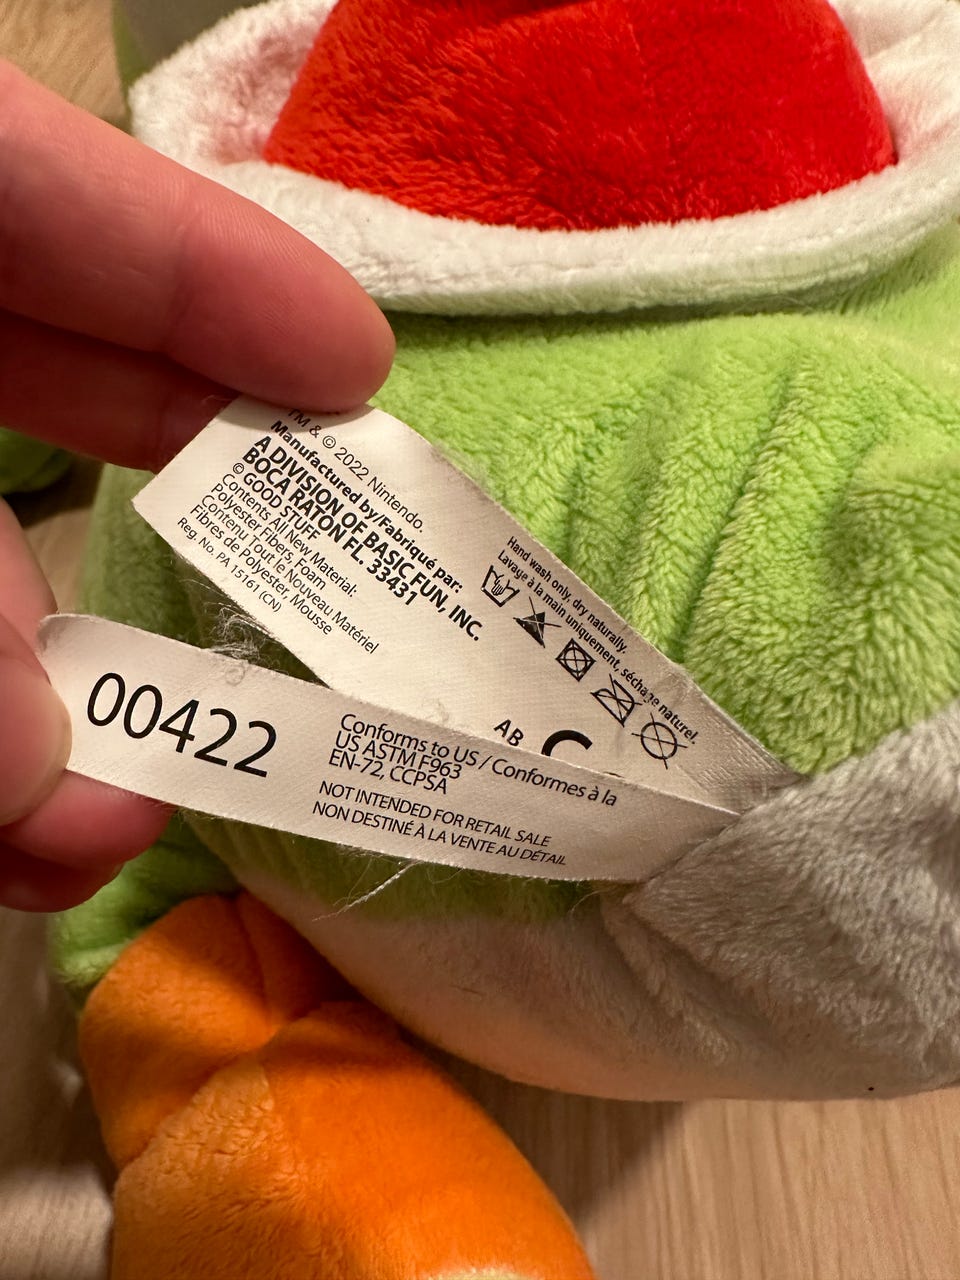 TM & © 2022 Nintendo.
Manufactured by/Fabriqué par:
A DIVISION OF BASIC FUN, INC.
BOCA RATON FL. 33431
© GOOD STUFF
Contents All New Material:
Polyester Fibers, Foam
Contenu Tout le Nouveau Matériel
Fibres de Polyester, Mousse
Reg. No. PA 15161 (CN)
Hand wash only, dry naturally.
Lavage à la main uniquement, séchage naturel.
AB
00422
Conforms to US / Conformes à la
US ASTM F963
EN-72, CCPSA
NOT INTENDED FOR RETAIL SALE
NON DESTINÉ À LA VENTE AU DÉTAIL